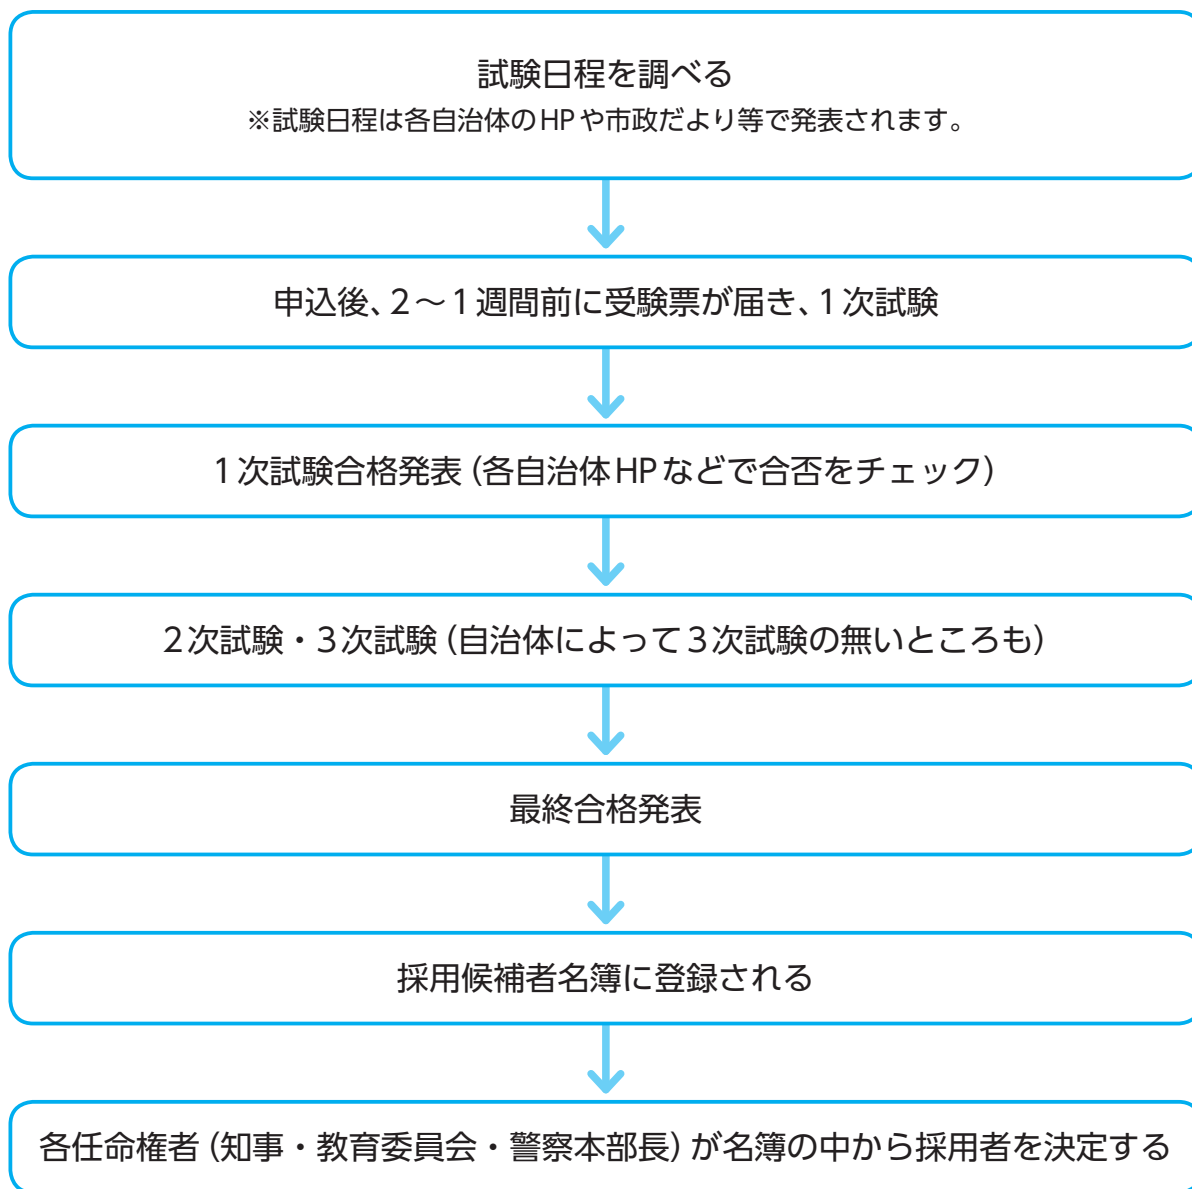 試験日程を調べる
※試験日程は各自治体のHPや市政だより等で発表されます。
申込後、2〜1週間前に受験票が届き、1次試験
1次試験合格発表（各自治体HPなどで合否をチェック）
2次試験・3次試験（自治体によって3次試験の無いところも）
最終合格発表
採用候補者名簿に登録される
各任命権者（知事・教育委員会・警察本部長）が名簿の中から採用者を決定する